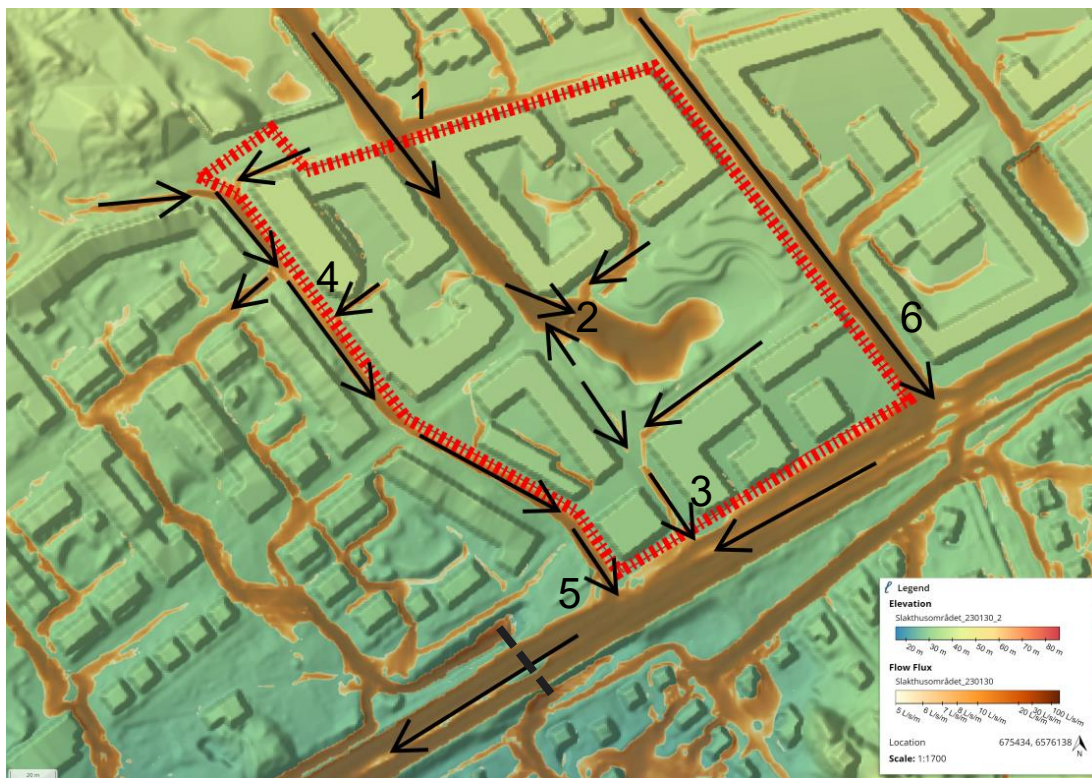 1
2
3
4
5
6
ℓ Legend
Elevation
Slakthusområdet_230130_2
20 m 30 m 40 m 50 m 60 m 70 m 80 m
Flow Flux
Slakthusområdet_230130
5 L/s/m 6 L/s/m 7 L/s/m 8 L/s/m 10 L/s/m 20 L/s/m 30 L/s/m 100 L/s/m
Location 675434, 6576138
Scale: 1:1700
N
20 m